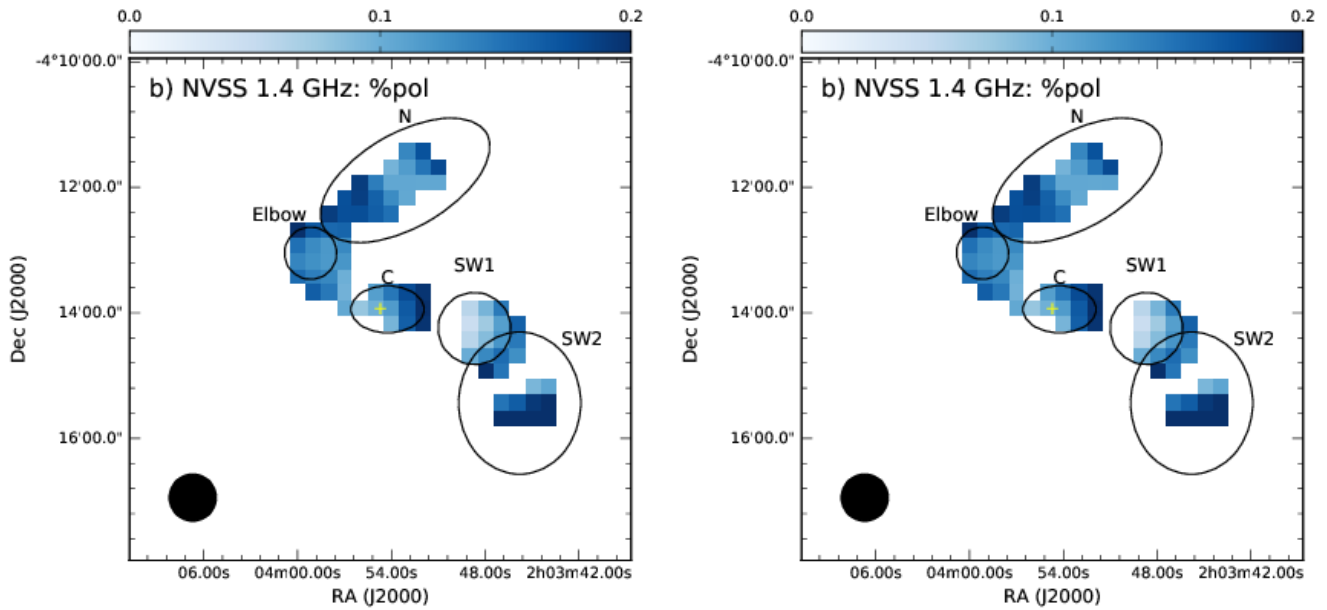 0.0 0.1 0.2
b) NVSS 1.4 GHz: %pol
N
Elbow
C
SW1
SW2
-4°10'00.0"
12'00.0"
14'00.0"
16'00.0"
Dec (J2000)
06.00s 04m00.00s 54.00s 48.00s 2h03m42.00s
RA (J2000)
0.0 0.1 0.2
b) NVSS 1.4 GHz: %pol
N
Elbow
C
SW1
SW2
-4°10'00.0"
12'00.0"
14'00.0"
16'00.0"
Dec (J2000)
06.00s 04m00.00s 54.00s 48.00s 2h03m42.00s
RA (J2000)